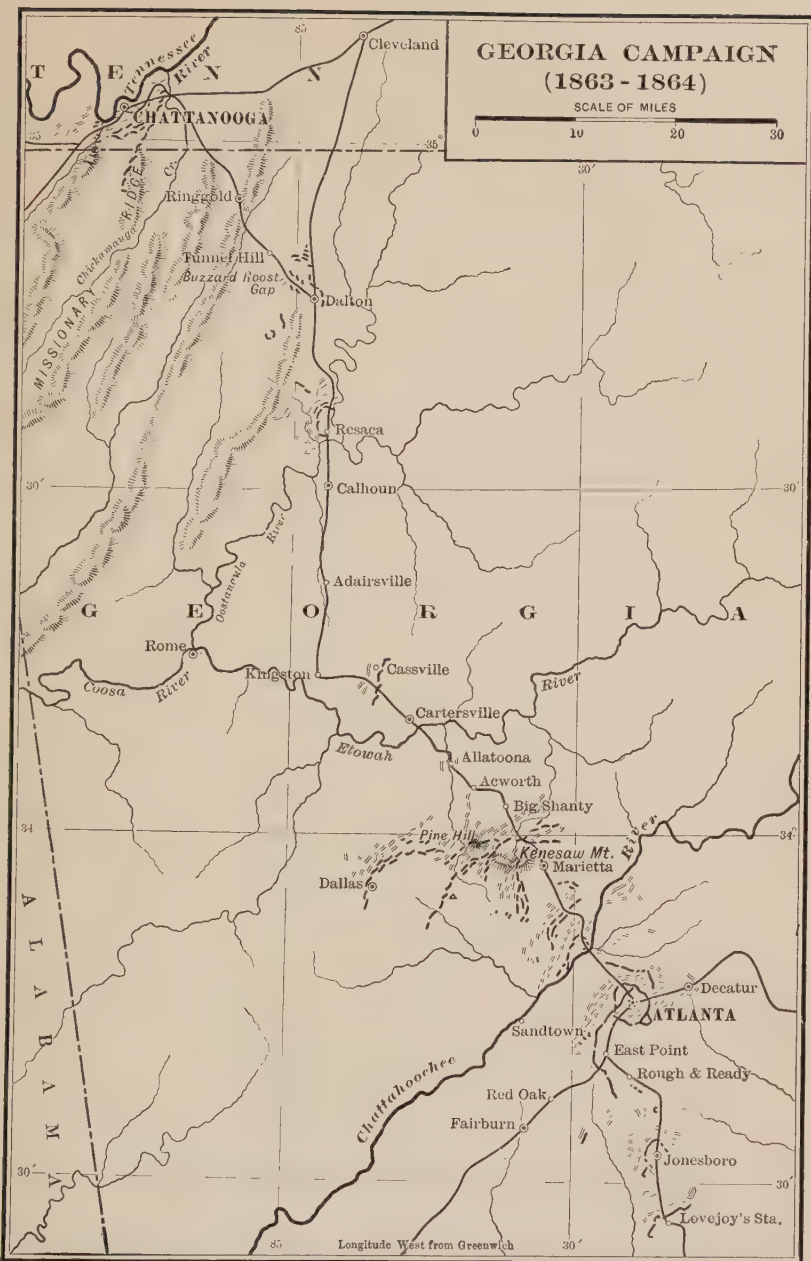 GEORGIA CAMPAIGN
(1863-1864)
SCALE OF MILES
0 10 20 30
85
Cleveland
T E N N
Tennessee
River
CHATTANOOGA
35
35°
30′
RIDGE
Cr.
Ringgold
Chickamauga
Tunnel Hill
Buzzard Roost
Gap
MISSIONARY
Dalton
Resaca
30′
30′
Calhoun
River
Oostanaula
Adairsville
G E O R G I A
Rome
Kingston
Cassville
Coosa
River
River
Cartersville
Etowah
Allatoona
Acworth
Big Shanty
34
34°
Pine Hill
River
Kenesaw Mt.
Marietta
Dallas
ALABAMA
Decatur
ATLANTA
Sandtown
East Point
Rough & Ready
Chattahoochee
Red Oak
Fairburn
Jonesboro
30′
30′
Lovejoy's Sta.
85
Longitude West from Greenwich
30′